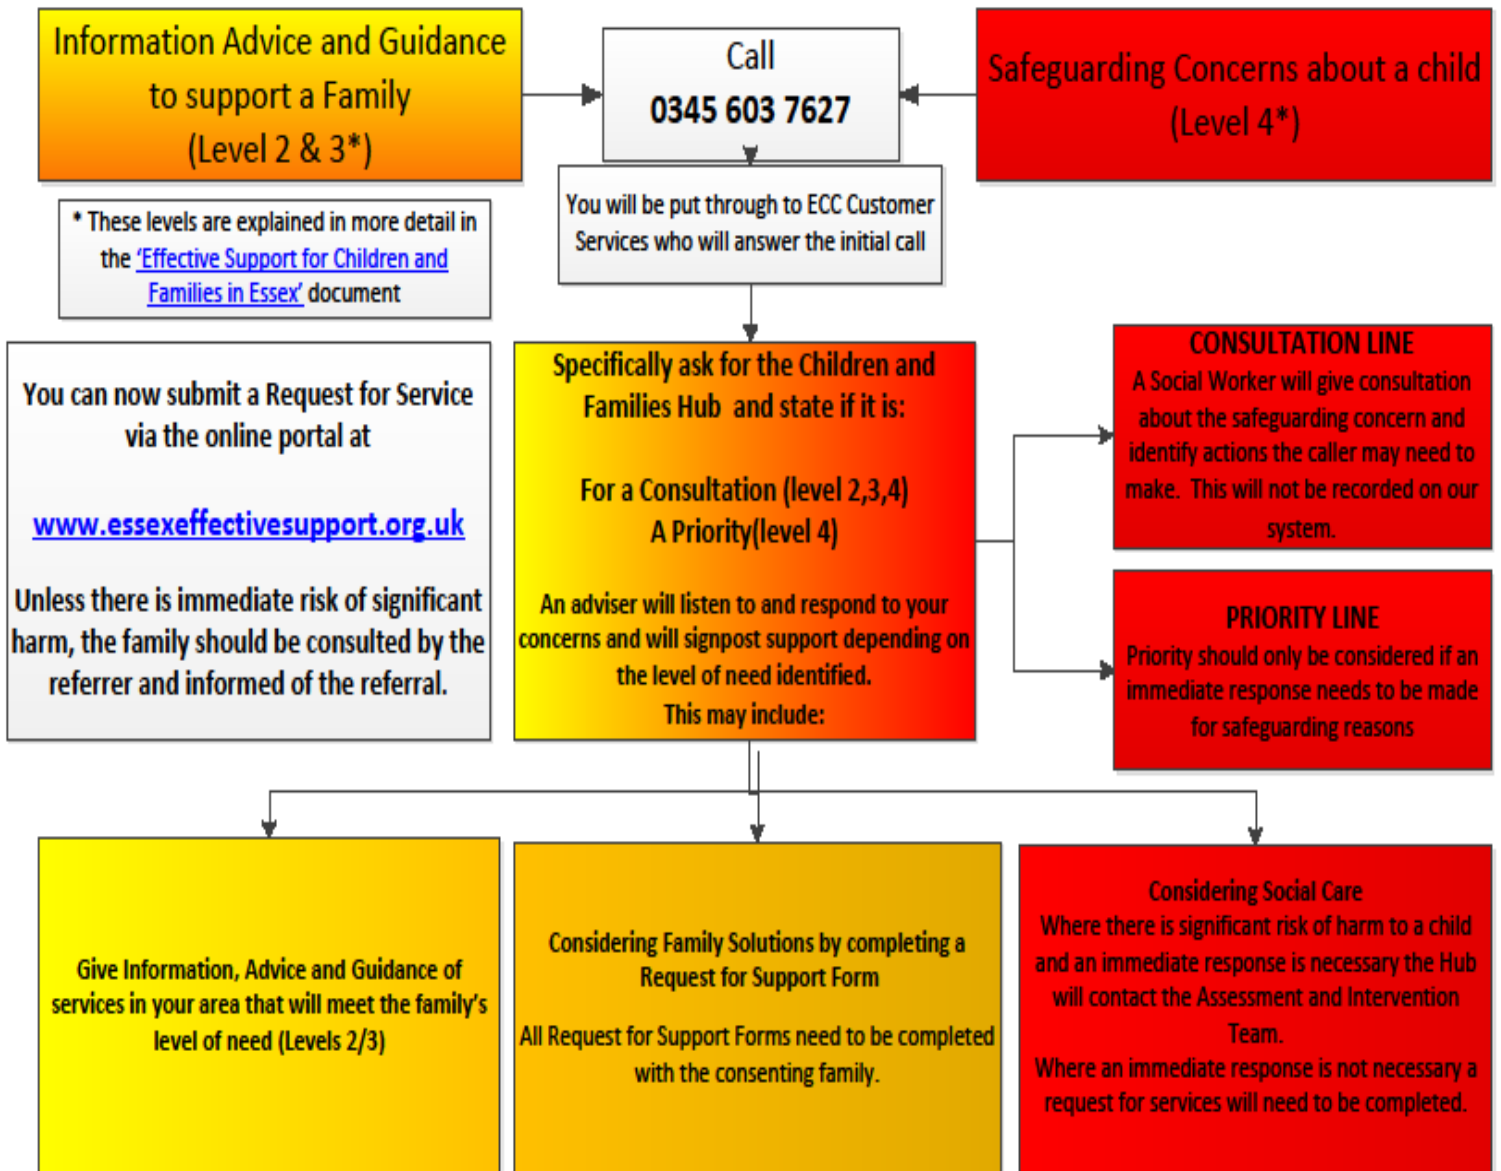 Information Advice and Guidance
to support a Family
(Level 2 & 3*)
Call
0345 603 7627
Safeguarding Concerns about a child
(Level 4*)
* These levels are explained in more detail in
the ‘Effective Support for Children and
Families in Essex’ document
You will be put through to ECC Customer
Services who will answer the initial call
You can now submit a Request for Service
via the online portal at
www.essexeffectivesupport.org.uk
Unless there is immediate risk of significant
harm, the family should be consulted by the
referrer and informed of the referral.
Specifically ask for the Children and
Families Hub and state if it is:
For a Consultation (level 2,3,4)
A Priority(level 4)
An adviser will listen to and respond to your
concerns and will signpost support depending on
the level of need identified.
This may include:
CONSULTATION LINE
A Social Worker will give consultation
about the safeguarding concern and
identify actions the caller may need to
make. This will not be recorded on our
system.
PRIORITY LINE
Priority should only be considered if an
immediate response needs to be made
for safeguarding reasons
Give Information, Advice and Guidance of
services in your area that will meet the family’s
level of need (Levels 2/3)
Considering Family Solutions by completing a
Request for Support Form
All Request for Support Forms need to be completed
with the consenting family.
Considering Social Care
Where there is significant risk of harm to a child
and an immediate response is necessary the Hub
will contact the Assessment and Intervention
Team.
Where an immediate response is not necessary a
request for services will need to be completed.